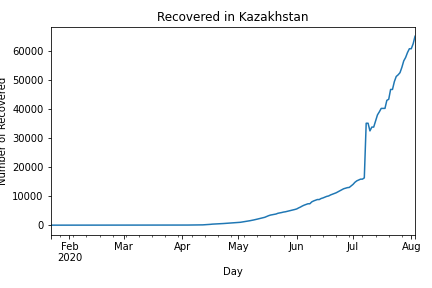 Recovered in Kazakhstan
60000
50000
40000
30000
20000
10000
0
Number of Recovered
Feb Mar Apr May Jun Jul Aug
2020
Day